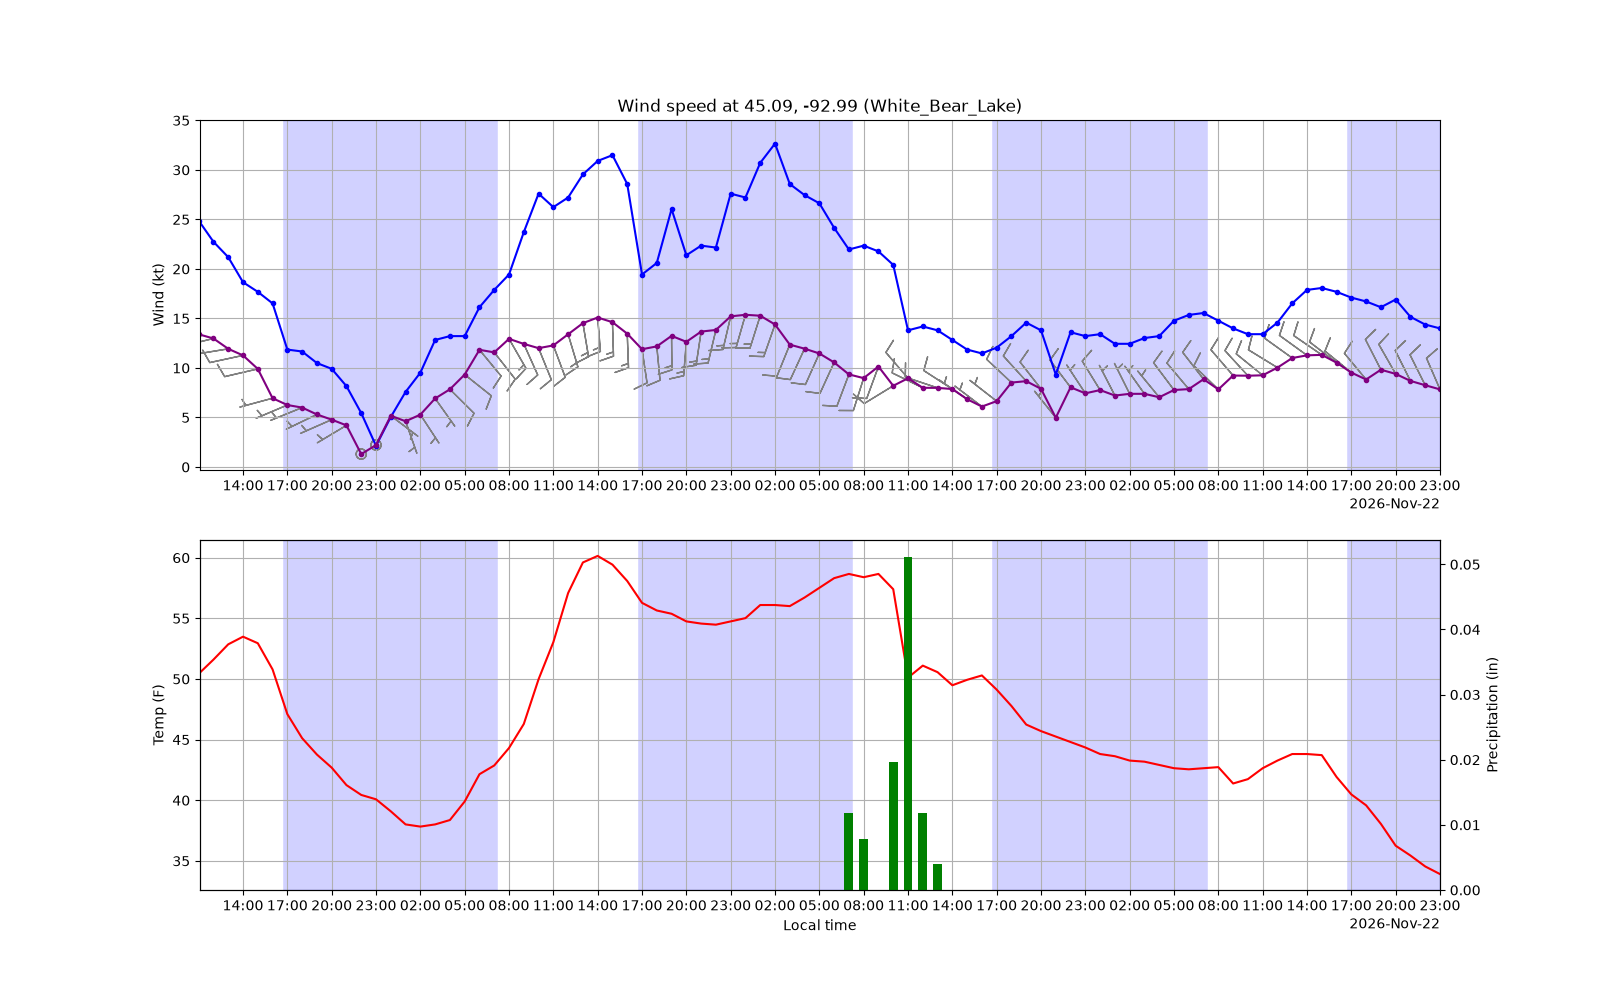 Wind speed at 45.09, -92.99 (White_Bear_Lake)
35
30
25
20
15
10
5
0
Wind (kt)
14:00 17:00 20:00 23:00 02:00 05:00 08:00 11:00 14:00 17:00 20:00 23:00 02:00 05:00 08:00 11:00 14:00 17:00 20:00 23:00 02:00 05:00 08:00 11:00 14:00 17:00 20:00 23:00
2026-Nov-22
60
55
50
45
40
35
Temp (F)
0.05
0.04
0.03
0.02
0.01
0.00
Precipitation (in)
14:00 17:00 20:00 23:00 02:00 05:00 08:00 11:00 14:00 17:00 20:00 23:00 02:00 05:00 08:00 11:00 14:00 17:00 20:00 23:00 02:00 05:00 08:00 11:00 14:00 17:00 20:00 23:00
Local time
2026-Nov-22